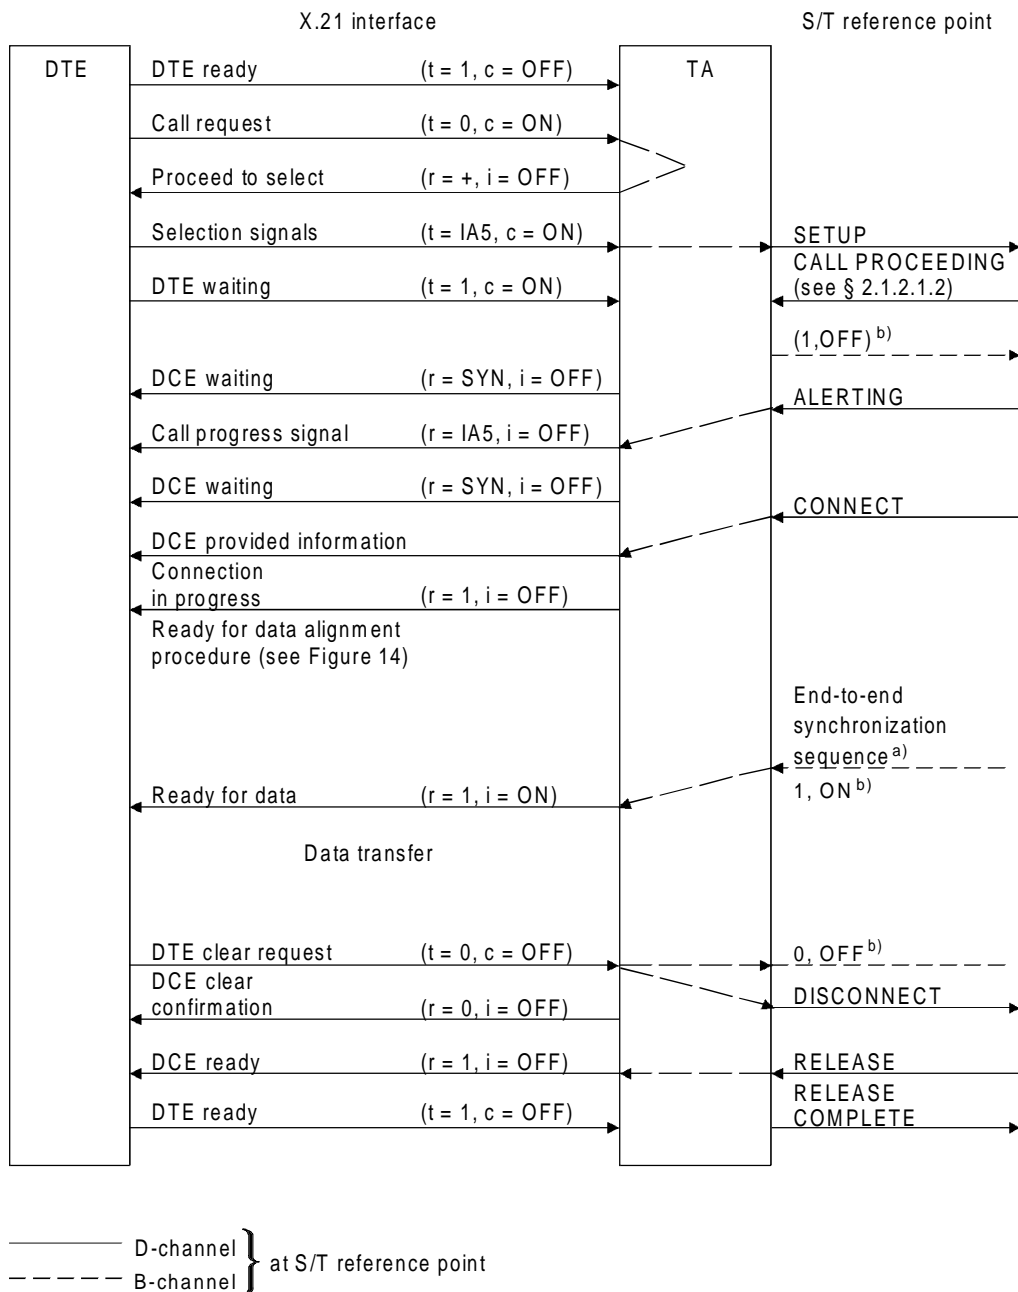 X.21 interface
S/T reference point
DTE
TA
DTE ready (t = 1, c = OFF)
Call request (t = 0, c = ON)
Proceed to select (r = +, i = OFF)
Selection signals (t = IA5, c = ON)
SETUP
CALL PROCEEDING
(see § 2.1.2.1.2)
DTE waiting (t = 1, c = ON)
(1,OFF) b)
DCE waiting (r = SYN, i = OFF)
ALERTING
Call progress signal (r = IA5, i = OFF)
DCE waiting (r = SYN, i = OFF)
CONNECT
DCE provided information
Connection
in progress (r = 1, i = OFF)
Ready for data alignment
procedure (see Figure 14)
End-to-end
synchronization
sequence a)
1, ON b)
Ready for data (r = 1, i = ON)
Data transfer
DTE clear request (t = 0, c = OFF)
0, OFF b)
DCE clear
confirmation (r = 0, i = OFF)
DISCONNECT
DCE ready (r = 1, i = OFF)
RELEASE
RELEASE
COMPLETE
DTE ready (t = 1, c = OFF)
D-channel
B-channel
at S/T reference point